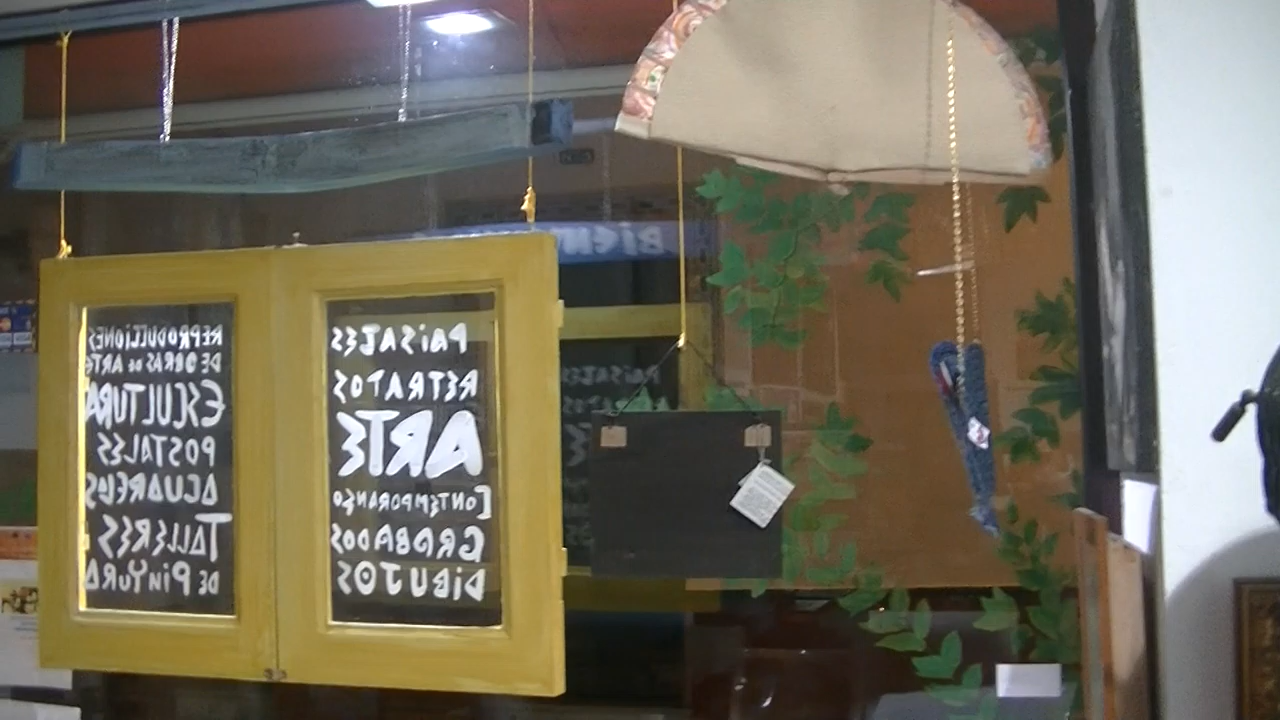 PAISAJES
RETRATOS
ARTE
CONTEMPORANEO
GRABADOS
DIBUJOS
REPRODUCCIONES
DE OBRAS DE ARTE
ESCULTURA
POSTALES
ACUARELAS
TALLERES
DE PINTURA